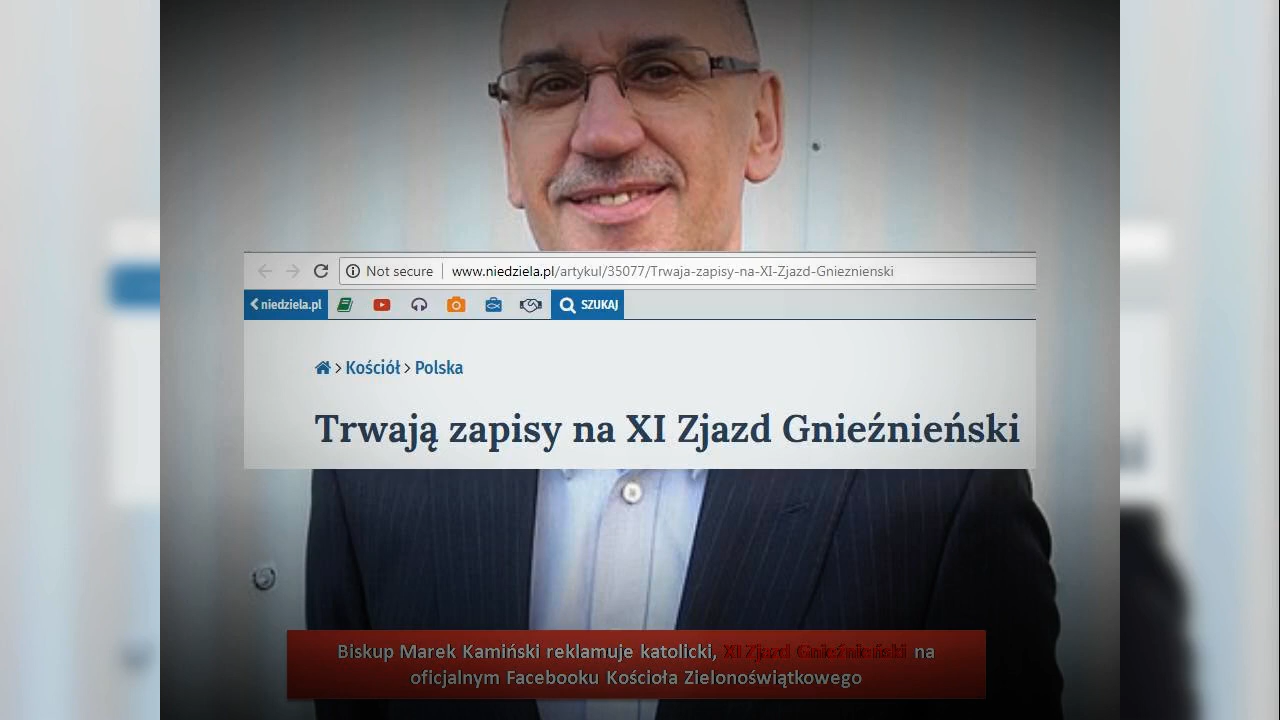 Not secure www.niedziela.pl/artykul/35077/Trwaja-zapisy-na-XI-Zjazd-Gnieznienski
niedziela.pl SZUKAJ
Kościół > Polska
Trwają zapisy na XI Zjazd Gnieźnieński
Biskup Marek Kamiński reklamuje katolicki, XI Zjazd Gnieźnieński na
oficjalnym Facebooku Kościoła Zielonoświątkowego